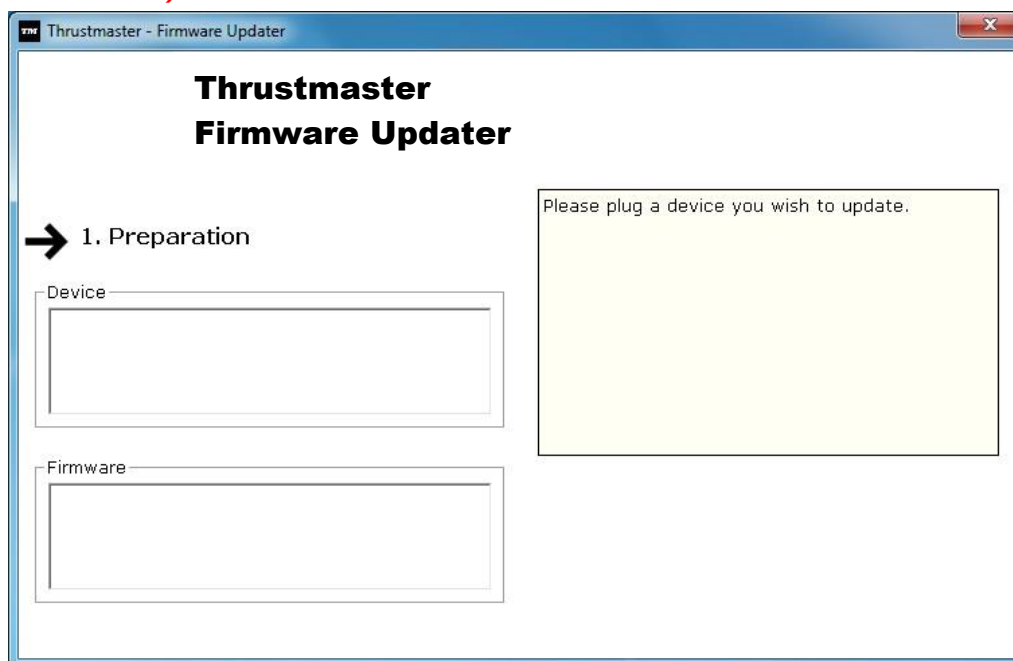 Thrustmaster - Firmware Updater
Thrustmaster
Firmware Updater
Please plug a device you wish to update.
1. Preparation
Device
Firmware